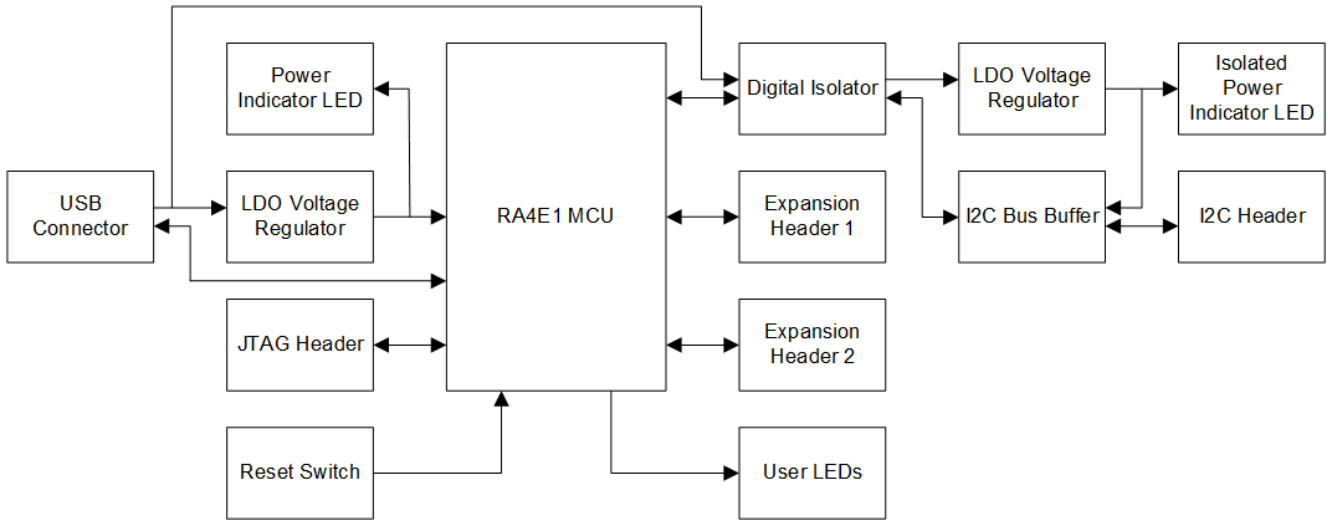 Power
Indicator LED
Digital Isolator
LDO Voltage
Regulator
Isolated
Power
Indicator LED
USB
Connector
LDO Voltage
Regulator
RA4E1 MCU
Expansion
Header 1
I2C Bus Buffer
I2C Header
JTAG Header
Expansion
Header 2
Reset Switch
User LEDs